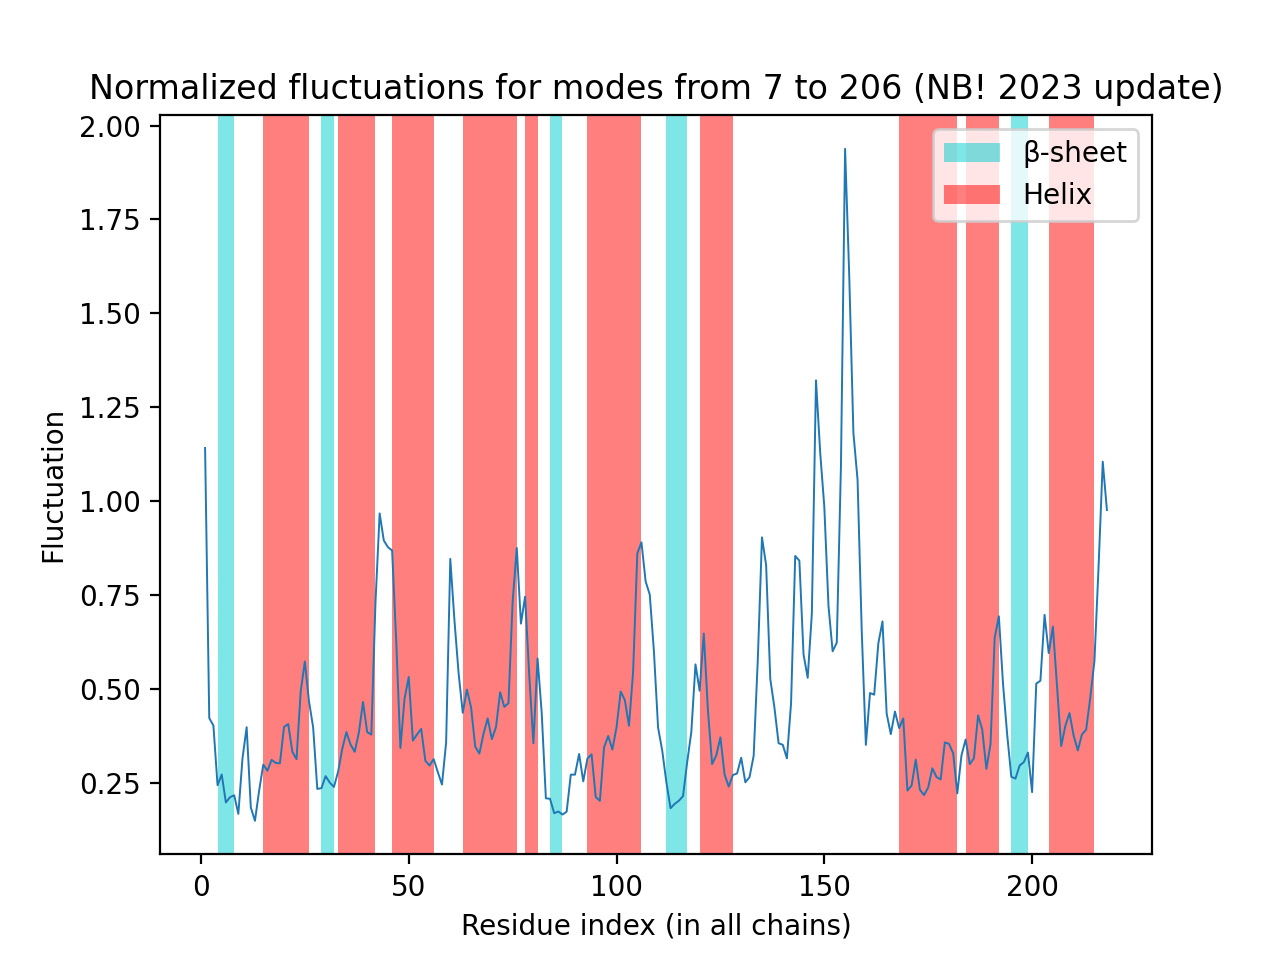 Normalized fluctuations for modes from 7 to 206 (NB! 2023 update)
2.00
1.75
1.50
1.25
1.00
0.75
0.50
0.25
Fluctuation
β-sheet
Helix
0 50 100 150 200
Residue index (in all chains)